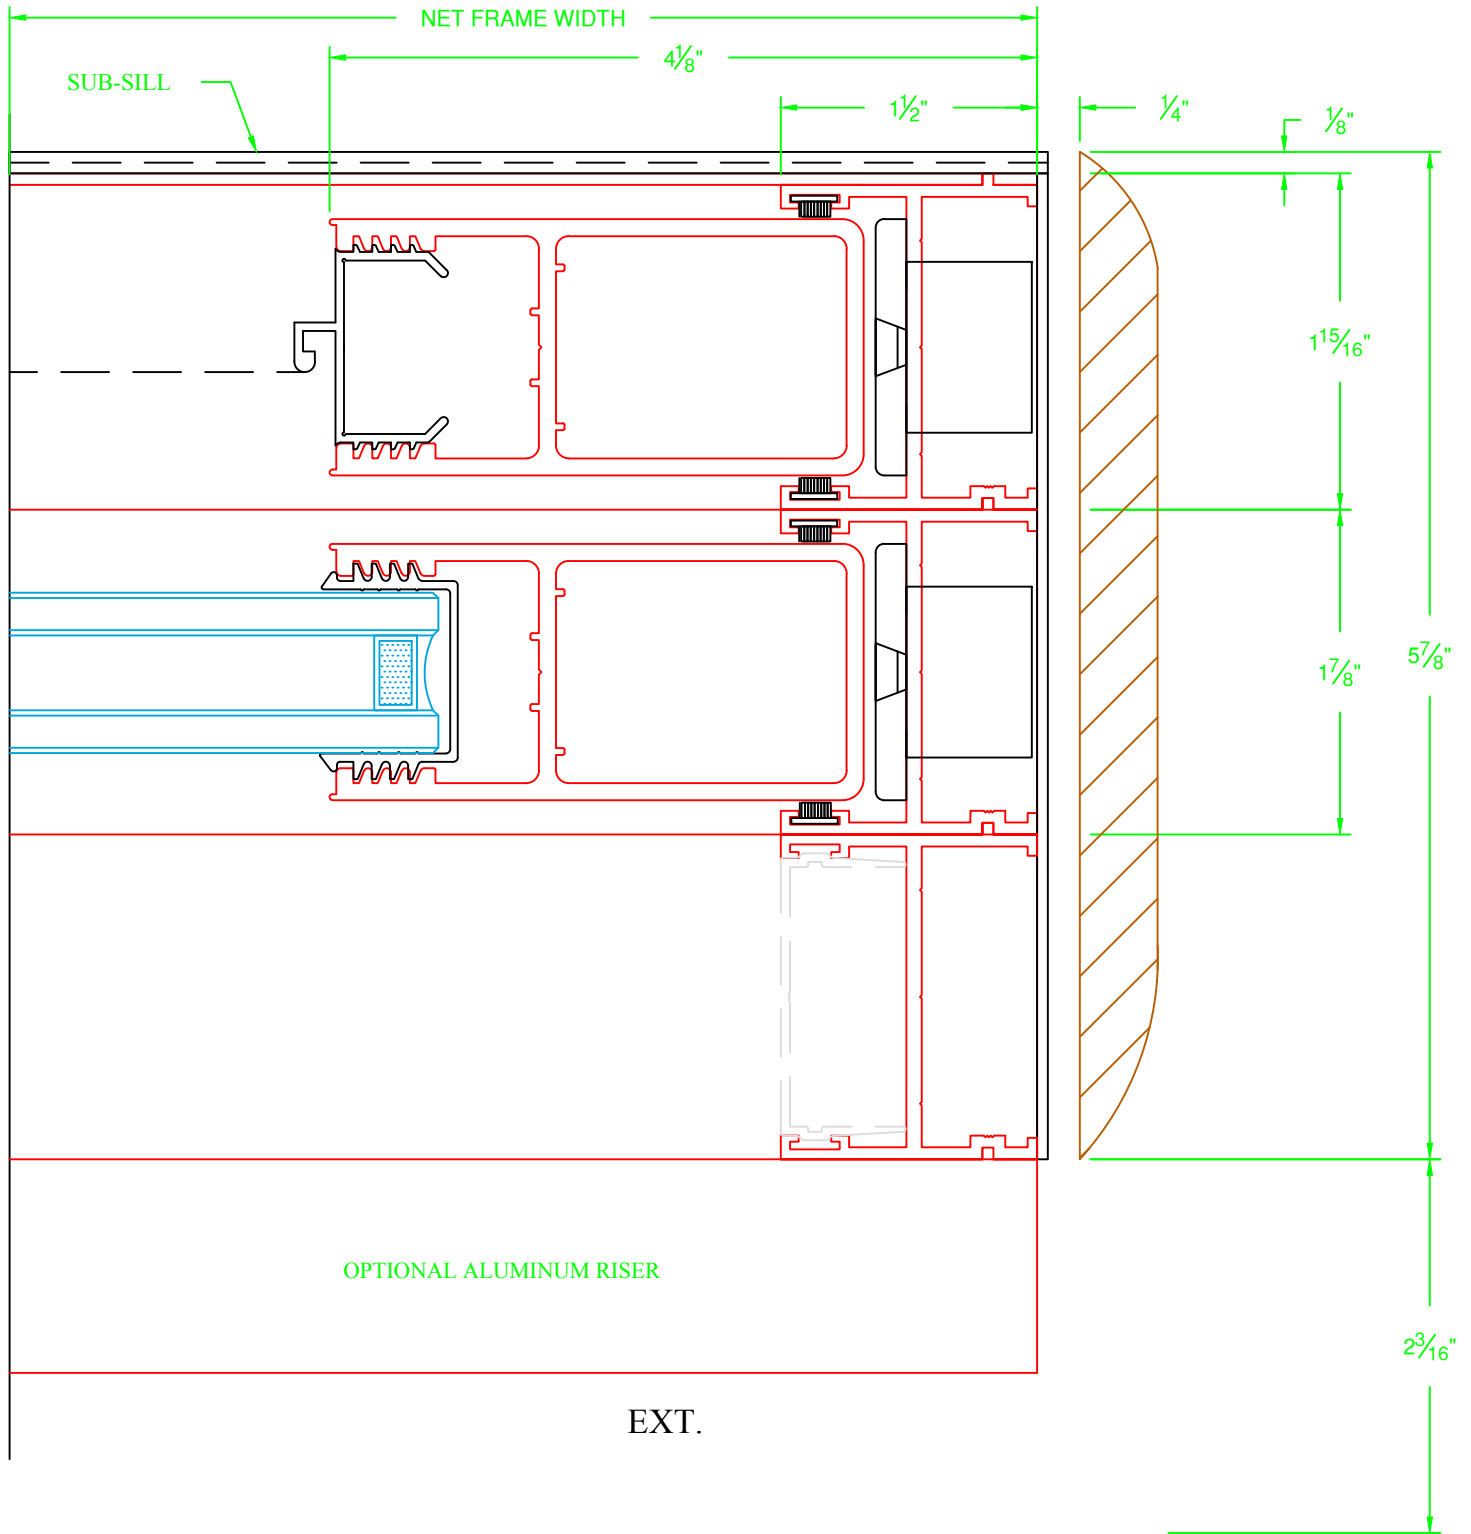 NET FRAME WIDTH
4⅛"
SUB-SILL
1½"
¼"
⅛"
1 15/16"
5⅞"
1⅞"
OPTIONAL ALUMINUM RISER
2 3/16"
EXT.